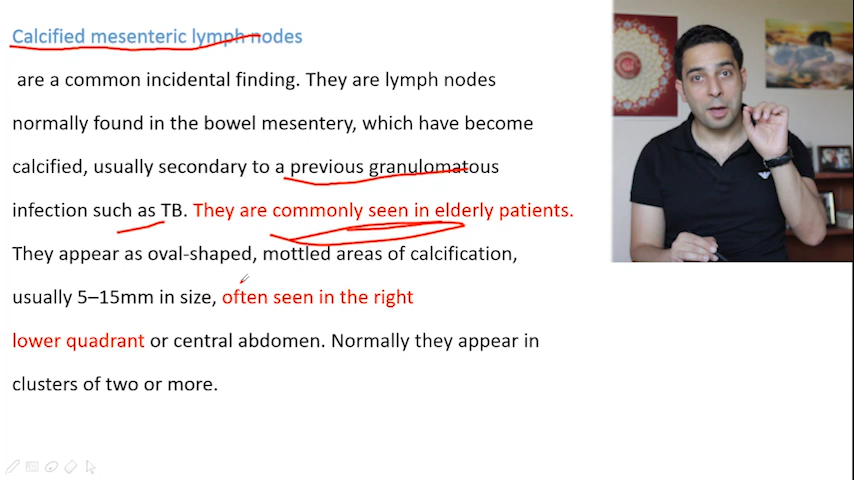 Calcified mesenteric lymph nodes
are a common incidental finding. They are lymph nodes
normally found in the bowel mesentery, which have become
calcified, usually secondary to a previous granulomatous
infection such as TB. They are commonly seen in elderly patients.
They appear as oval-shaped, mottled areas of calcification,
usually 5–15mm in size, often seen in the right
lower quadrant or central abdomen. Normally they appear in
clusters of two or more.